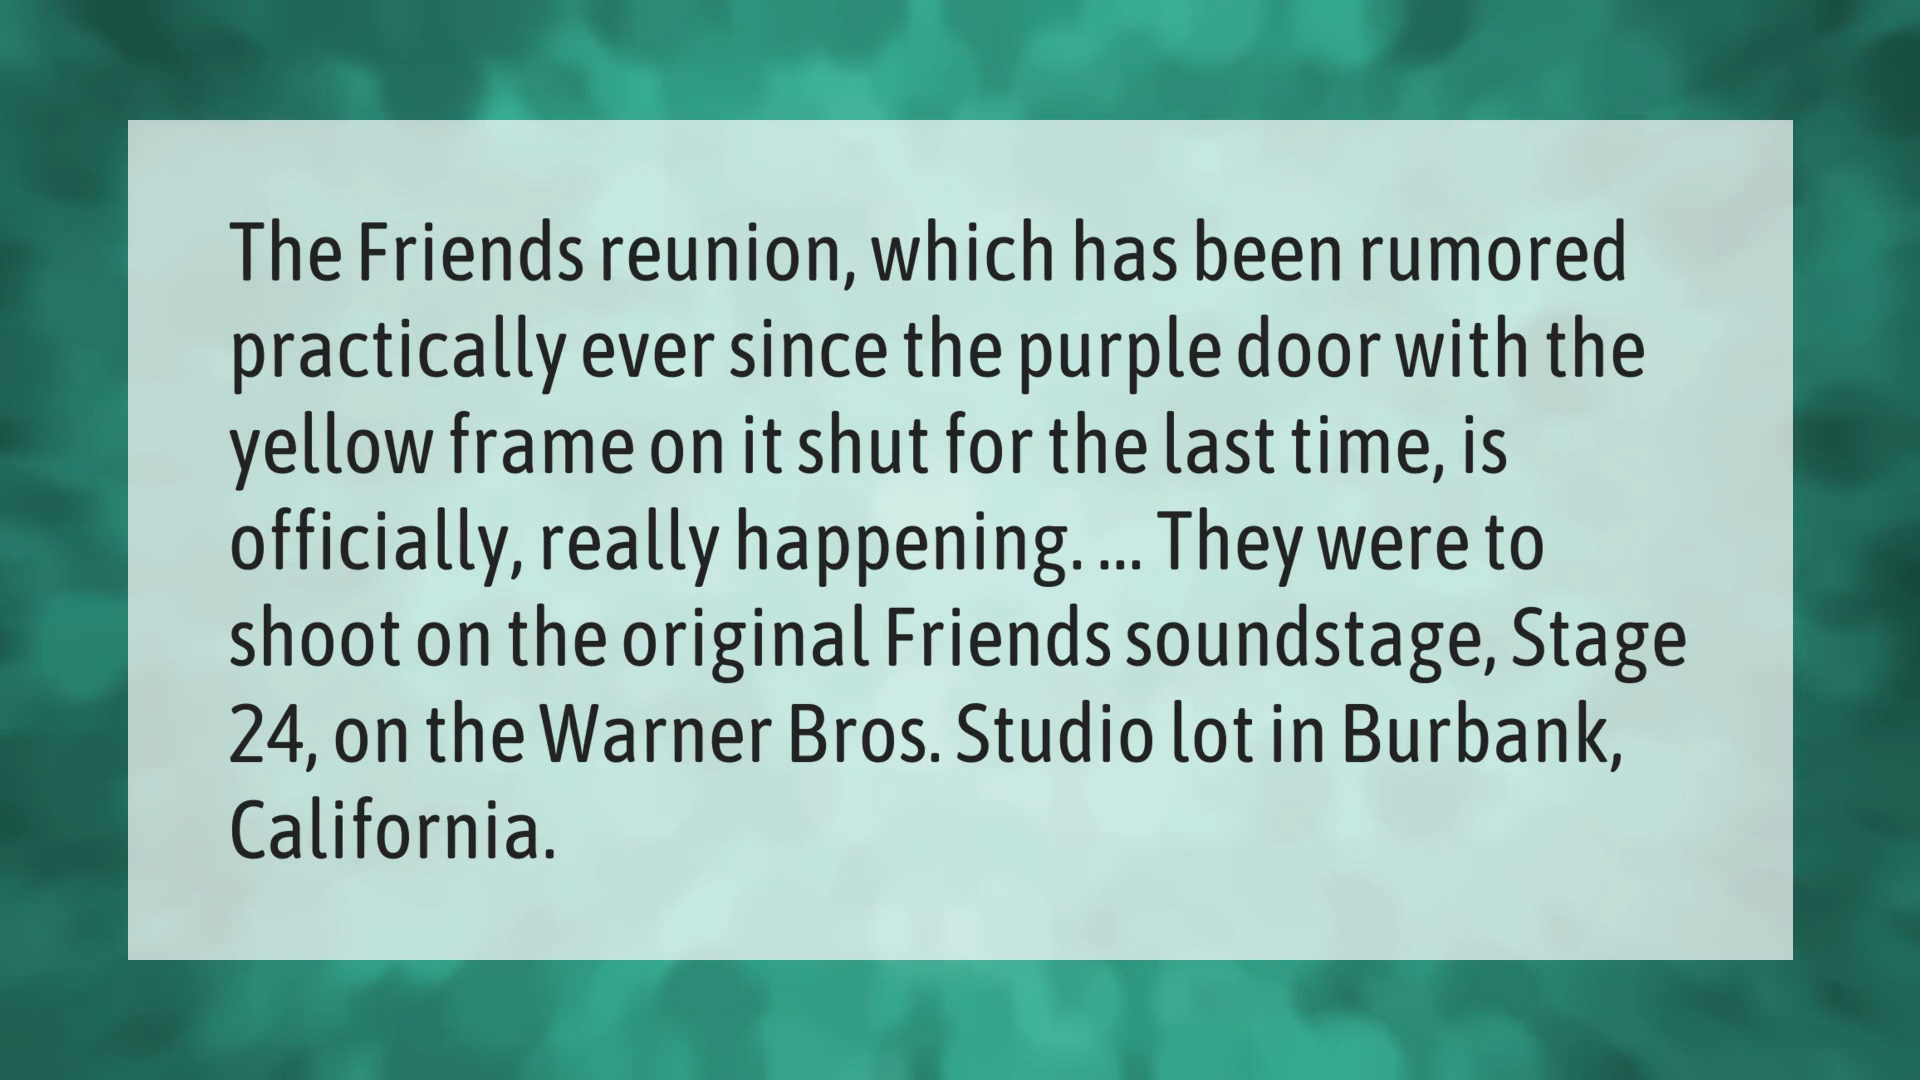 The Friends reunion, which has been rumored
practically ever since the purple door with the
yellow frame on it shut for the last time, is
officially, really happening. ... They were to
shoot on the original Friends soundstage, Stage
24, on the Warner Bros. Studio lot in Burbank,
California.